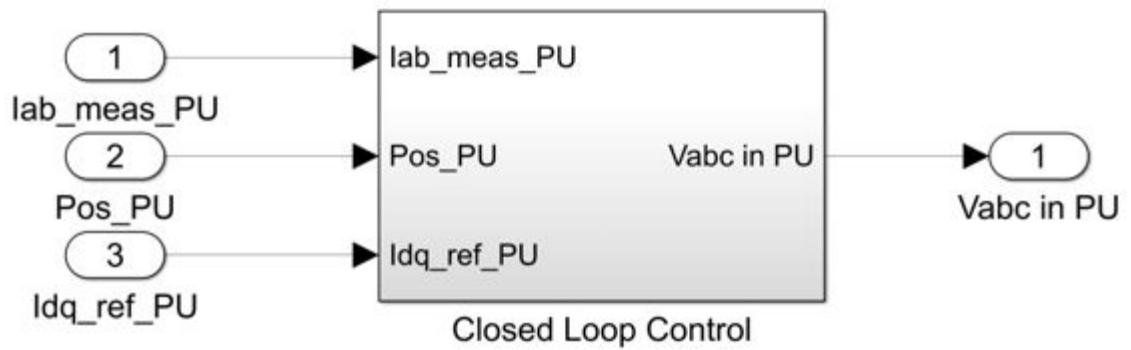 1
Iab_meas_PU
2
Pos_PU
3
Idq_ref_PU
Iab_meas_PU
Pos_PU
Idq_ref_PU
Vabc in PU
Closed Loop Control
1
Vabc in PU